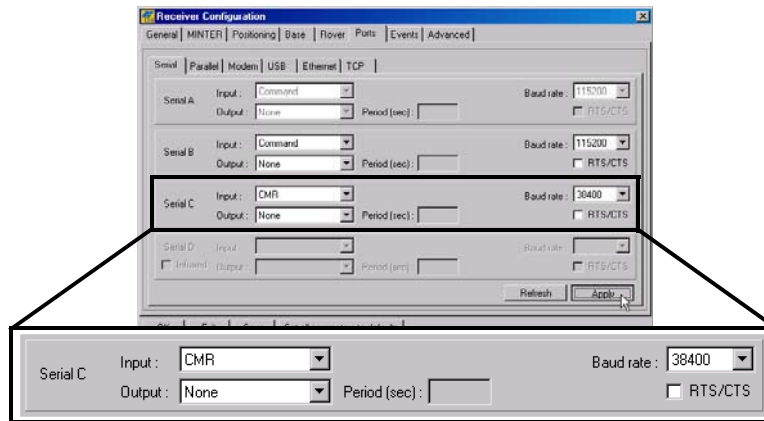 Receiver Configuration
General MINTER Positioning Base Rover Ports Events Advanced
Serial Parallel Modem USB Ethernet TCP
Serial A Input : Command Baud rate : 115200
Output : None Period (sec) : RTS/CTS
Serial B Input : Command Baud rate : 115200
Output : None Period (sec) : RTS/CTS
Serial C Input : CMR Baud rate : 38400
Output : None Period (sec) : RTS/CTS
Serial D Input : Baud rate :
Infrared Output : Period (sec) : RTS/CTS
Refresh Apply
Serial C Input : CMR Baud rate : 38400
Output : None Period (sec) : RTS/CTS